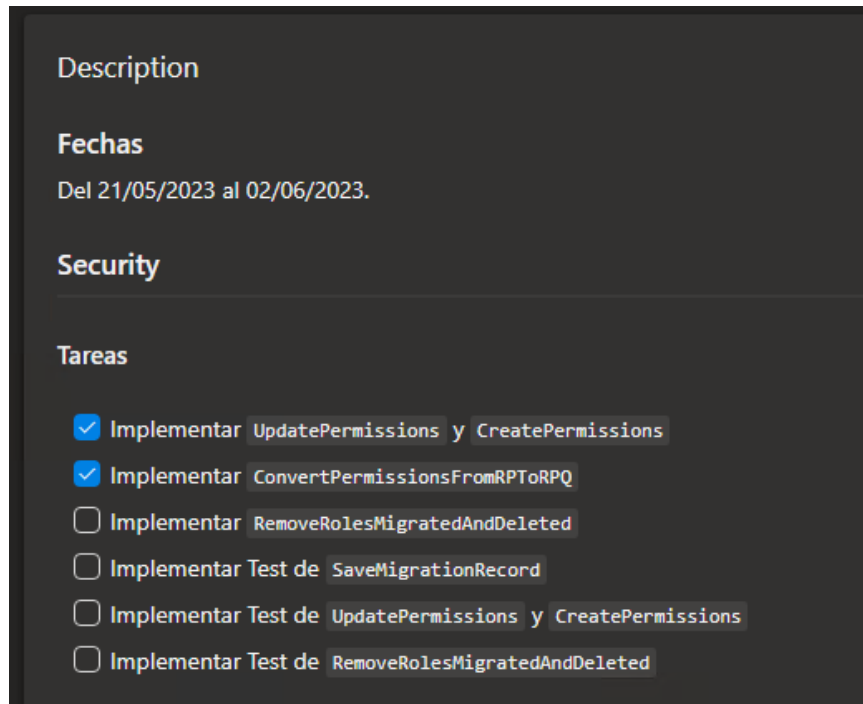 Description
Fechas
Del 21/05/2023 al 02/06/2023.
Security
Tareas
Implementar UpdatePermissions y CreatePermissions
Implementar ConvertPermissionsFromRPToRPQ
Implementar RemoveRolesMigratedAndDeleted
Implementar Test de SaveMigrationRecord
Implementar Test de UpdatePermissions y CreatePermissions
Implementar Test de RemoveRolesMigratedAndDeleted